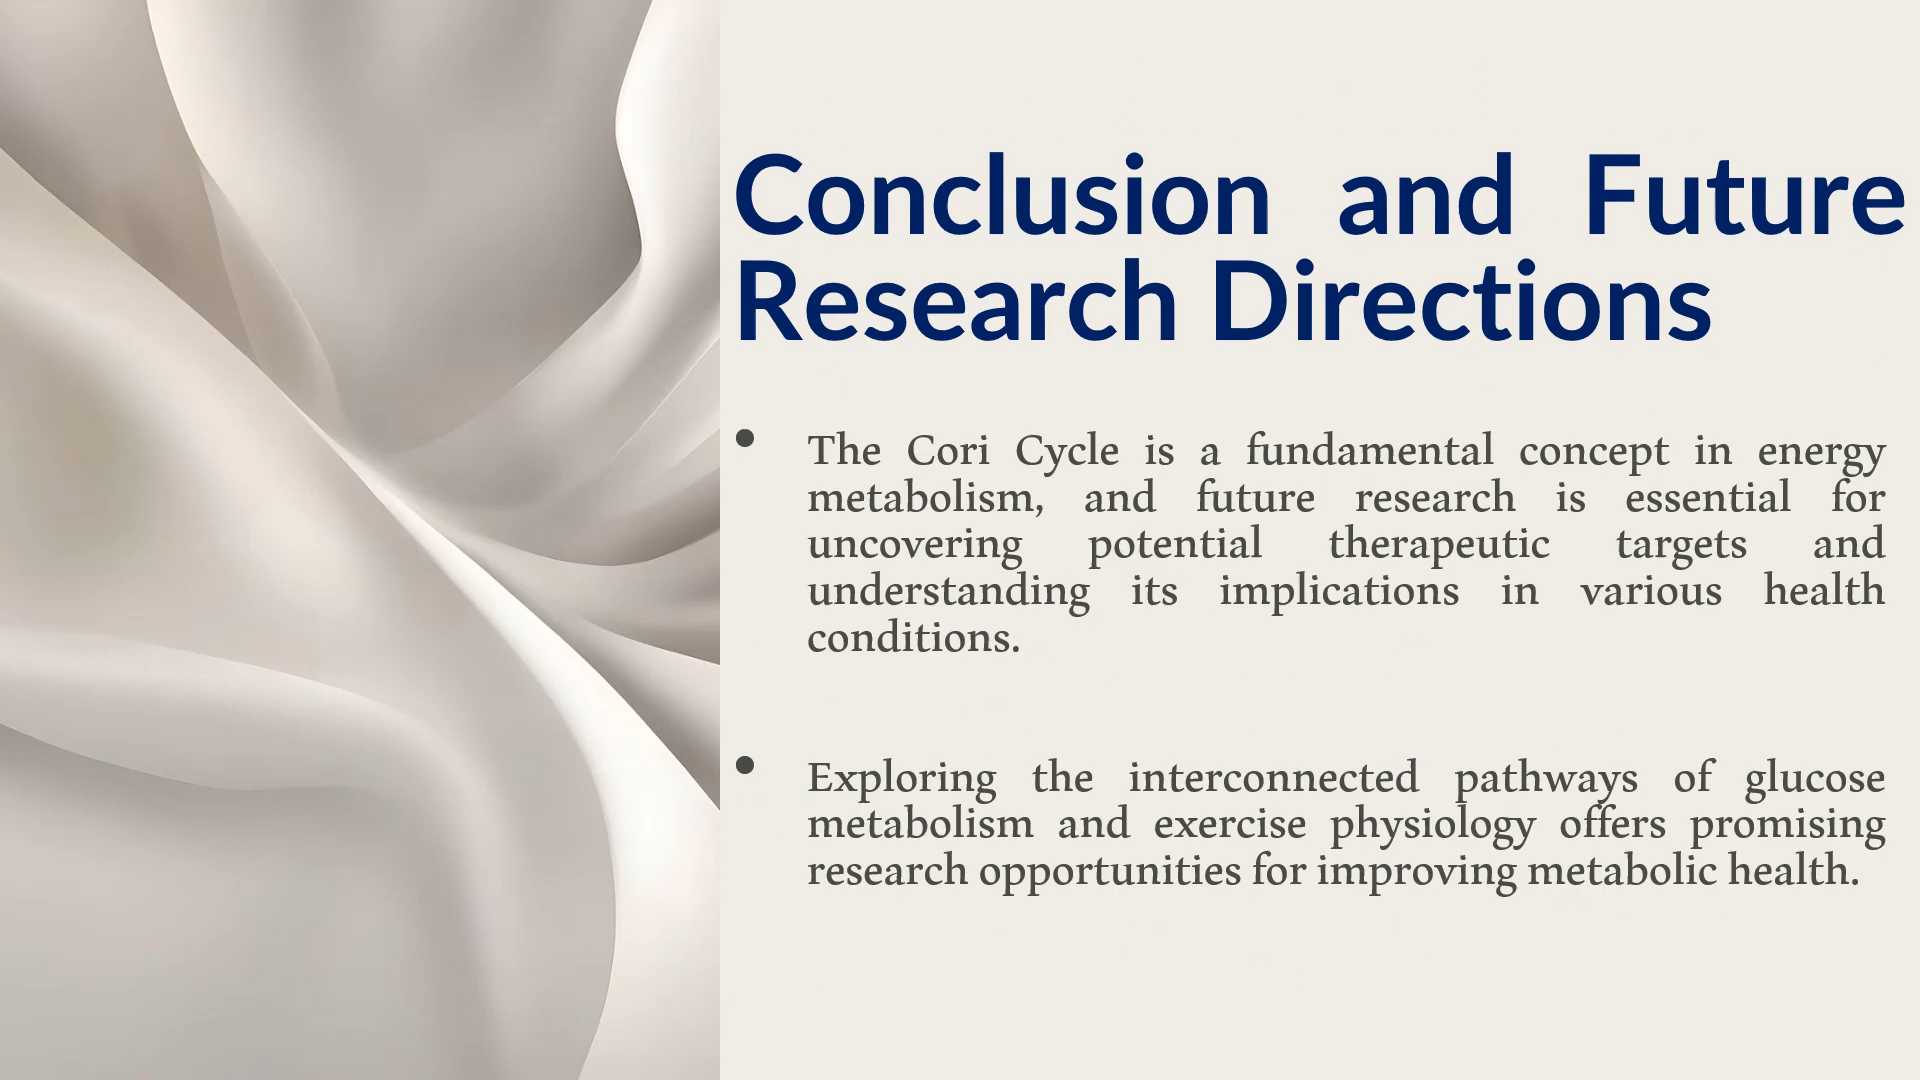 Conclusion and Future
Research Directions
• The Cori Cycle is a fundamental concept in energy
metabolism, and future research is essential for
uncovering potential therapeutic targets and
understanding its implications in various health
conditions.
• Exploring the interconnected pathways of glucose
metabolism and exercise physiology offers promising
research opportunities for improving metabolic health.